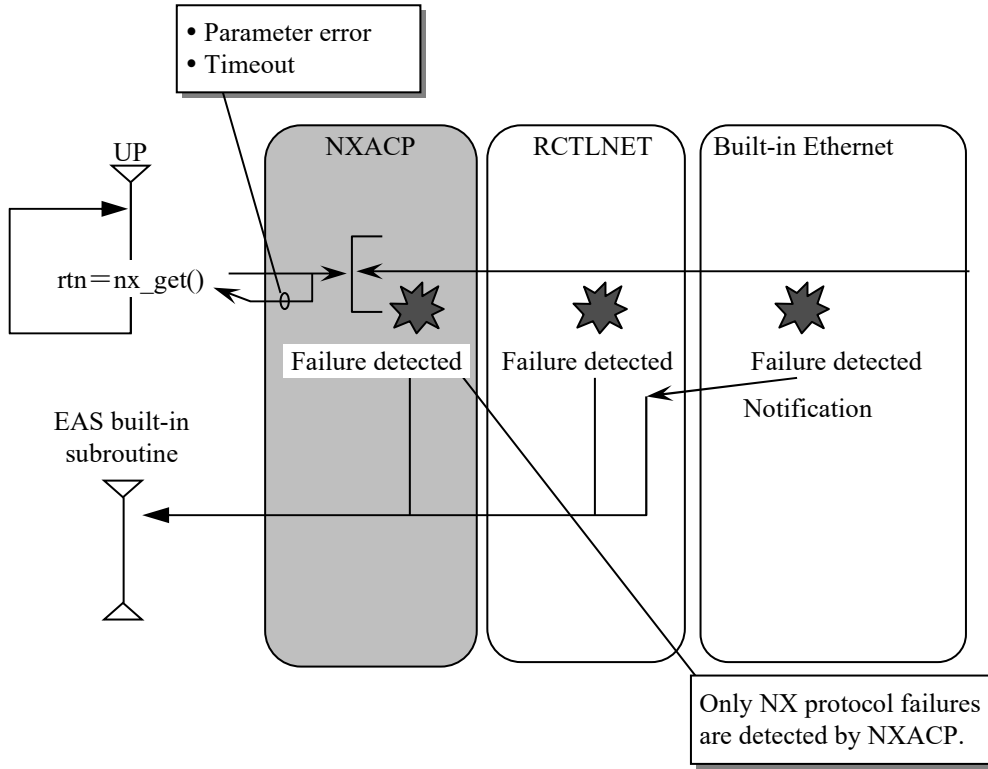 • Parameter error
• Timeout
NXACP
RCTLNET
Built-in Ethernet
UP
rtn＝nx_get()
Failure detected
Failure detected
Failure detected
Notification
EAS built-in
subroutine
Only NX protocol failures
are detected by NXACP.